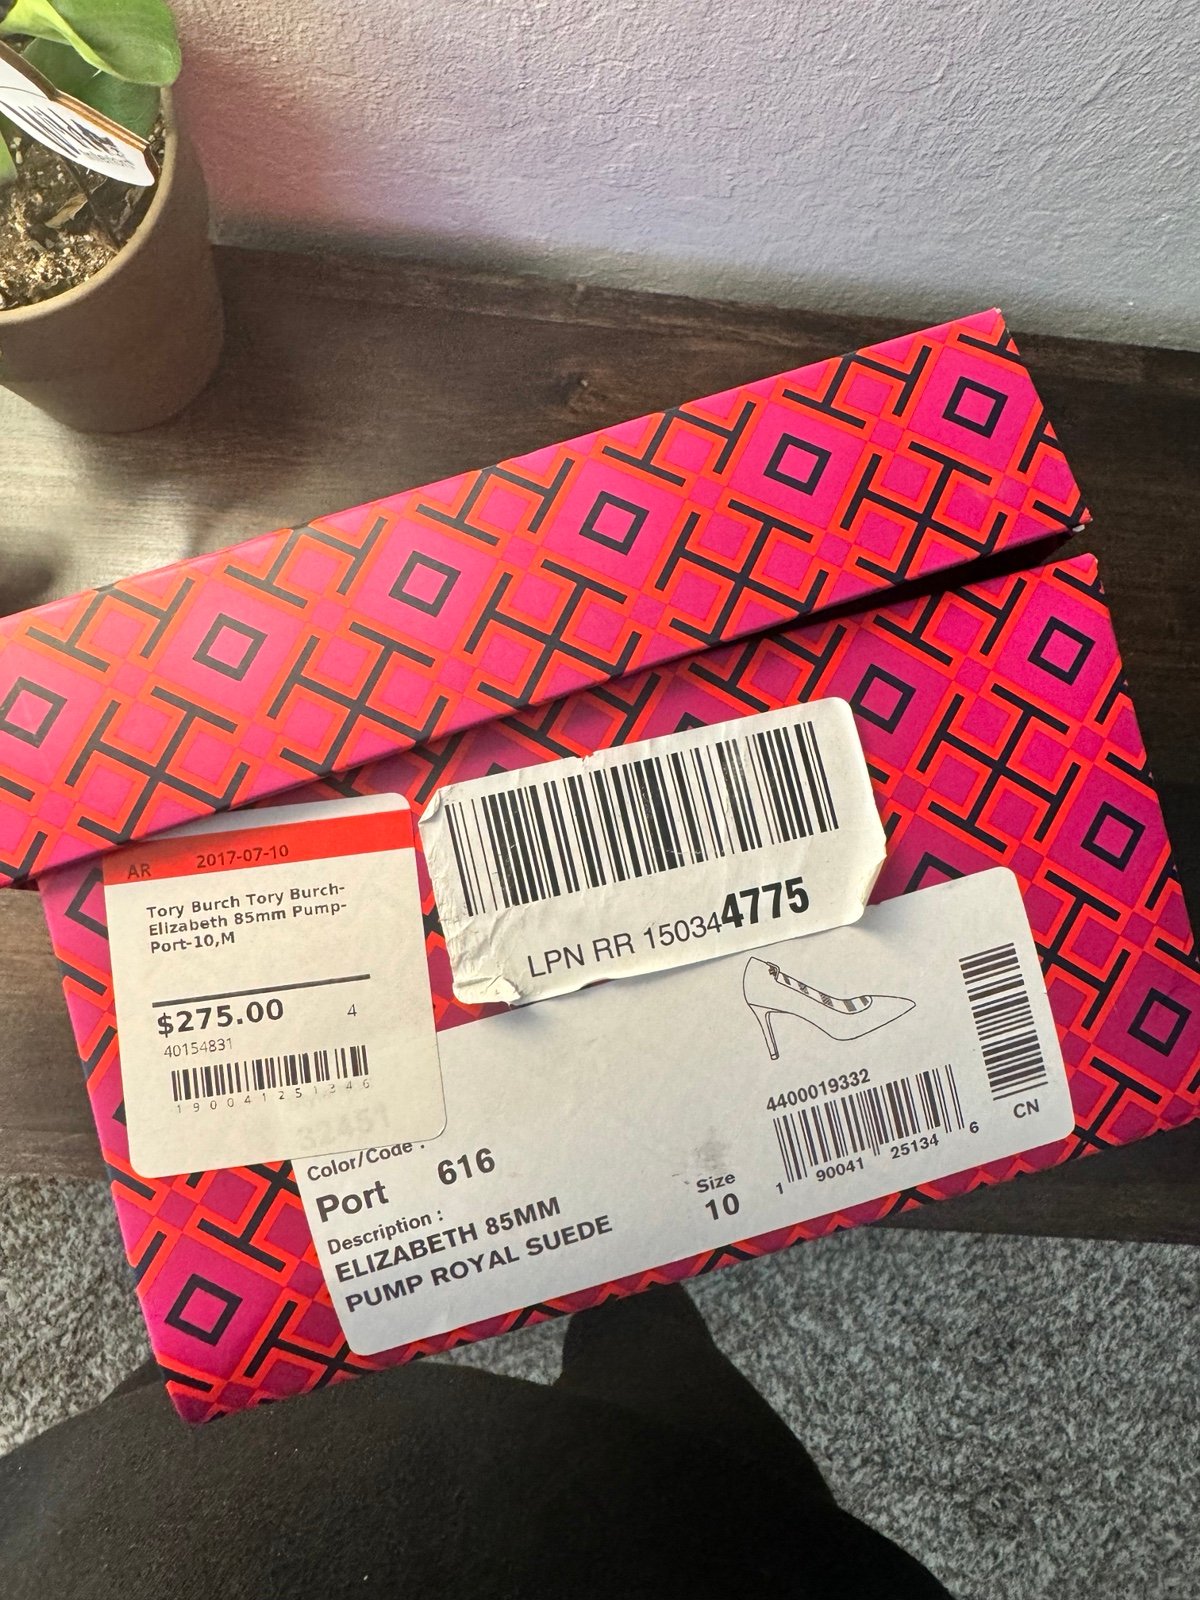 AR 2017-07-10
Tory Burch Tory Burch-
Elizabeth 85mm Pump-
Port-10,M
$275.00 4
40154831
190041251346
LPN RR 150344775
Color/Code :
Port 616
Description :
ELIZABETH 85MM
PUMP ROYAL SUEDE
Size
10
4400019332
1 90041 25134 6
CN